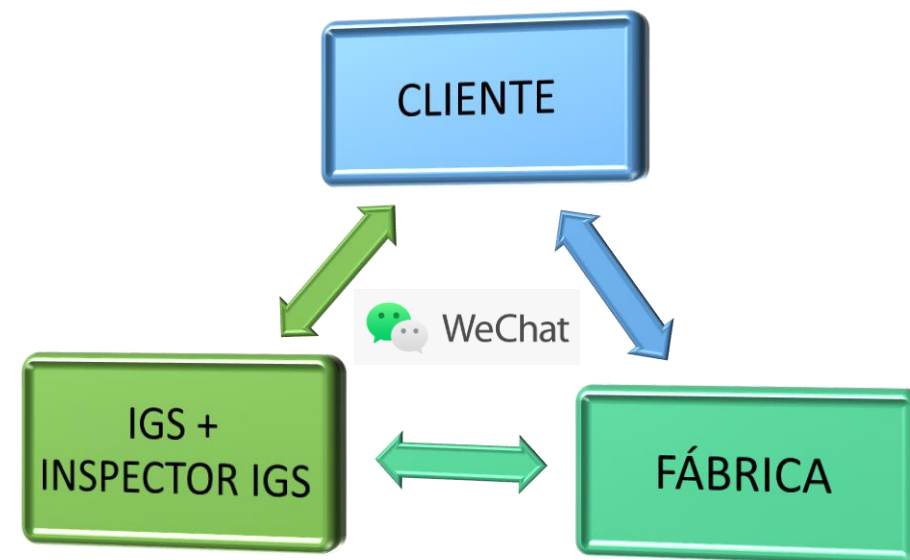 CLIENTE
WeChat
IGS +
INSPECTOR IGS
FÁBRICA